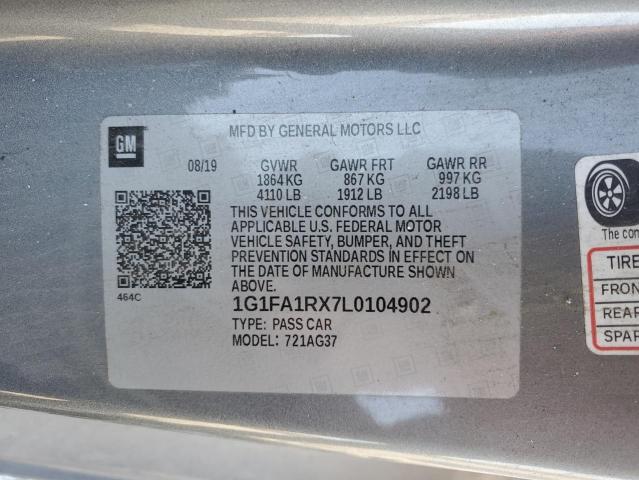 GM
MFD BY GENERAL MOTORS LLC
08/19 GVWR GAWR FRT GAWR RR
1864 KG 867 KG 997 KG
4110 LB 1912 LB 2198 LB
THIS VEHICLE CONFORMS TO ALL
APPLICABLE U.S. FEDERAL MOTOR
VEHICLE SAFETY, BUMPER, AND THEFT
PREVENTION STANDARDS IN EFFECT ON
THE DATE OF MANUFACTURE SHOWN
ABOVE.
464C
1G1FA1RX7L0104902
TYPE: PASS CAR
MODEL: 721AG37
The com
TIRE
FRON
REAR
SPAR